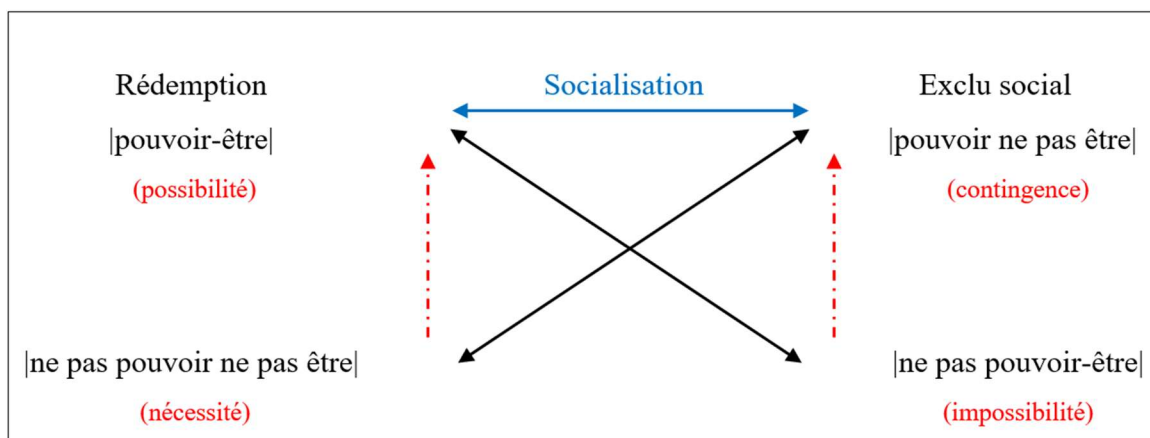 Rédemption
Socialisation
Exclu social
|pouvoir-être|
|pouvoir ne pas être|
(possibilité)
(contingence)
|ne pas pouvoir ne pas être|
|ne pas pouvoir-être|
(nécessité)
(impossibilité)